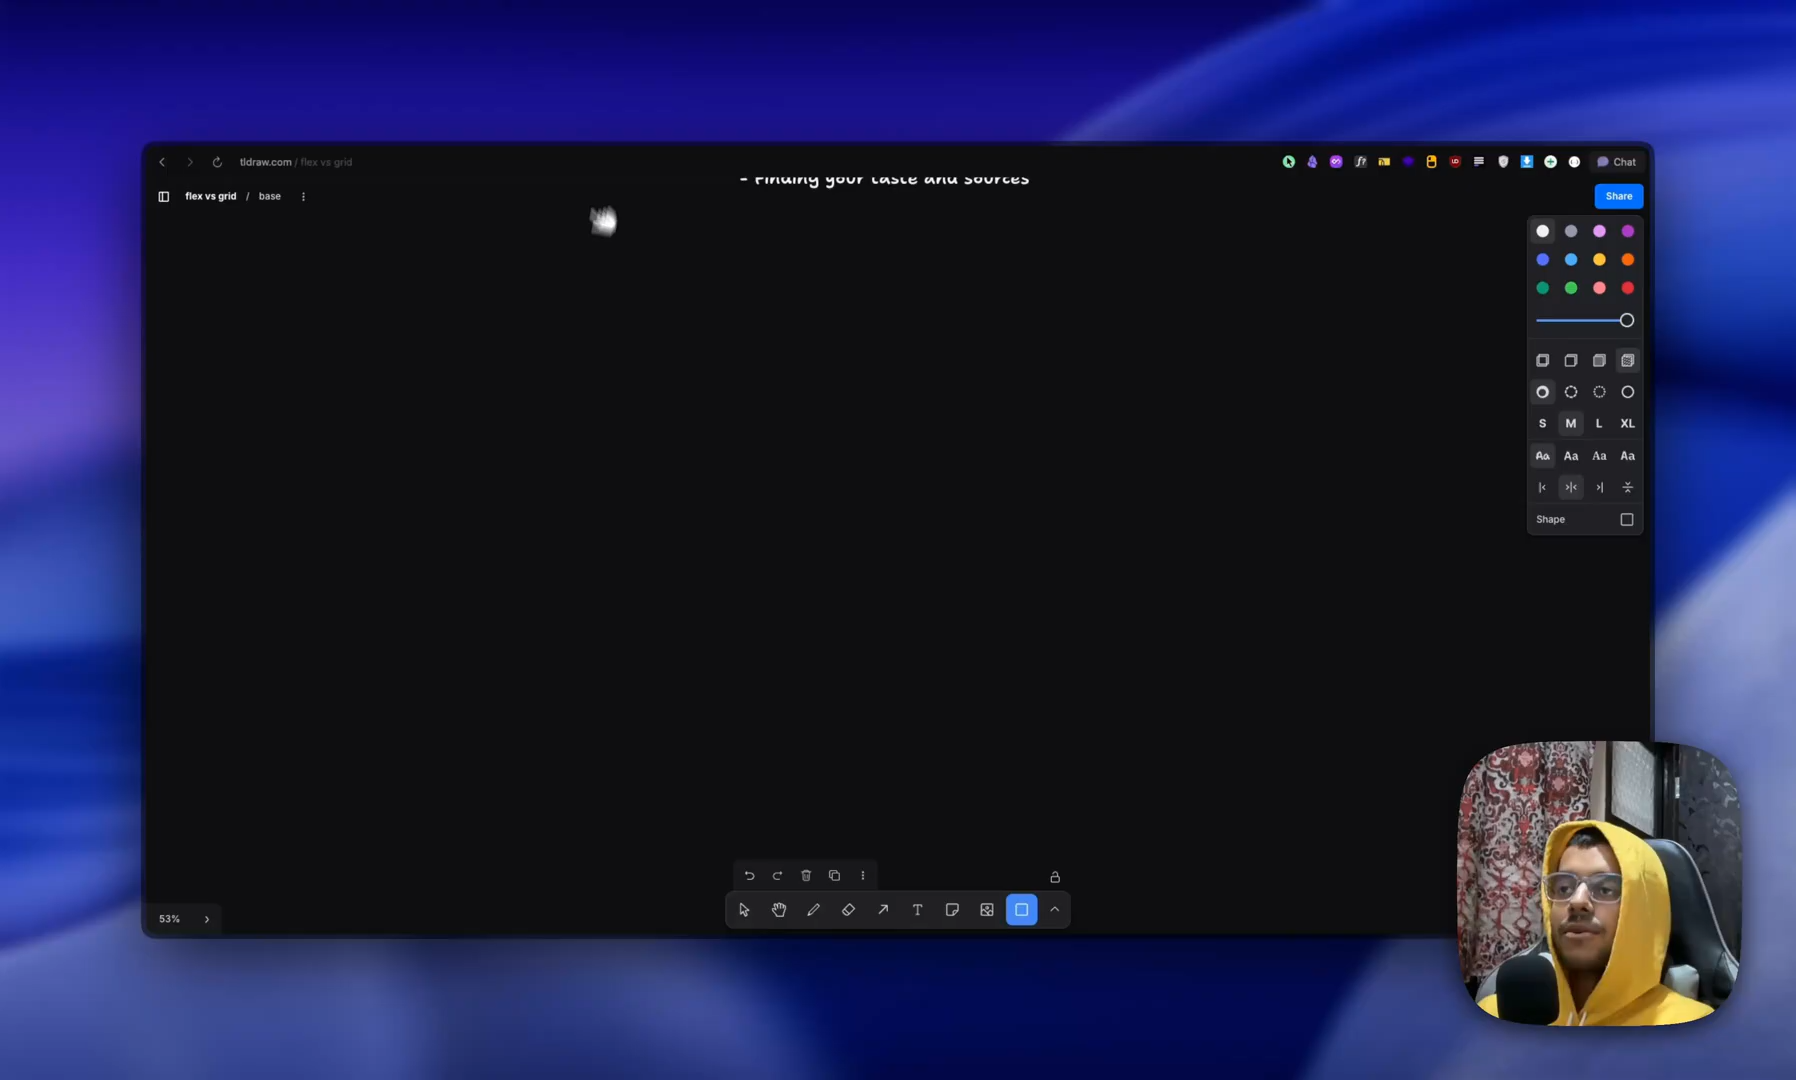 tldraw.com / flex vs grid
Chat
- Finding your taste and sources
flex vs grid / base
Share
S M L XL
Aa Aa Aa Aa
Shape
53%